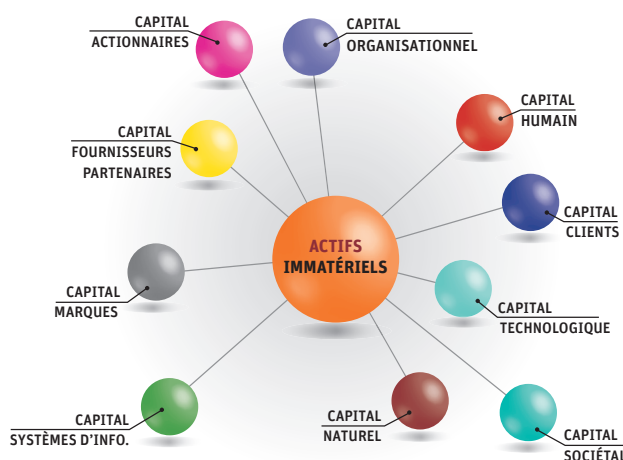 CAPITAL
ACTIONNAIRES
CAPITAL
ORGANISATIONNEL
CAPITAL
HUMAIN
CAPITAL
FOURNISSEURS
PARTENAIRES
CAPITAL
CLIENTS
ACTIFS
IMMATÉRIELS
CAPITAL
MARQUES
CAPITAL
TECHNOLOGIQUE
CAPITAL
SYSTÈMES D'INFO.
CAPITAL
NATUREL
CAPITAL
SOCIÉTAL